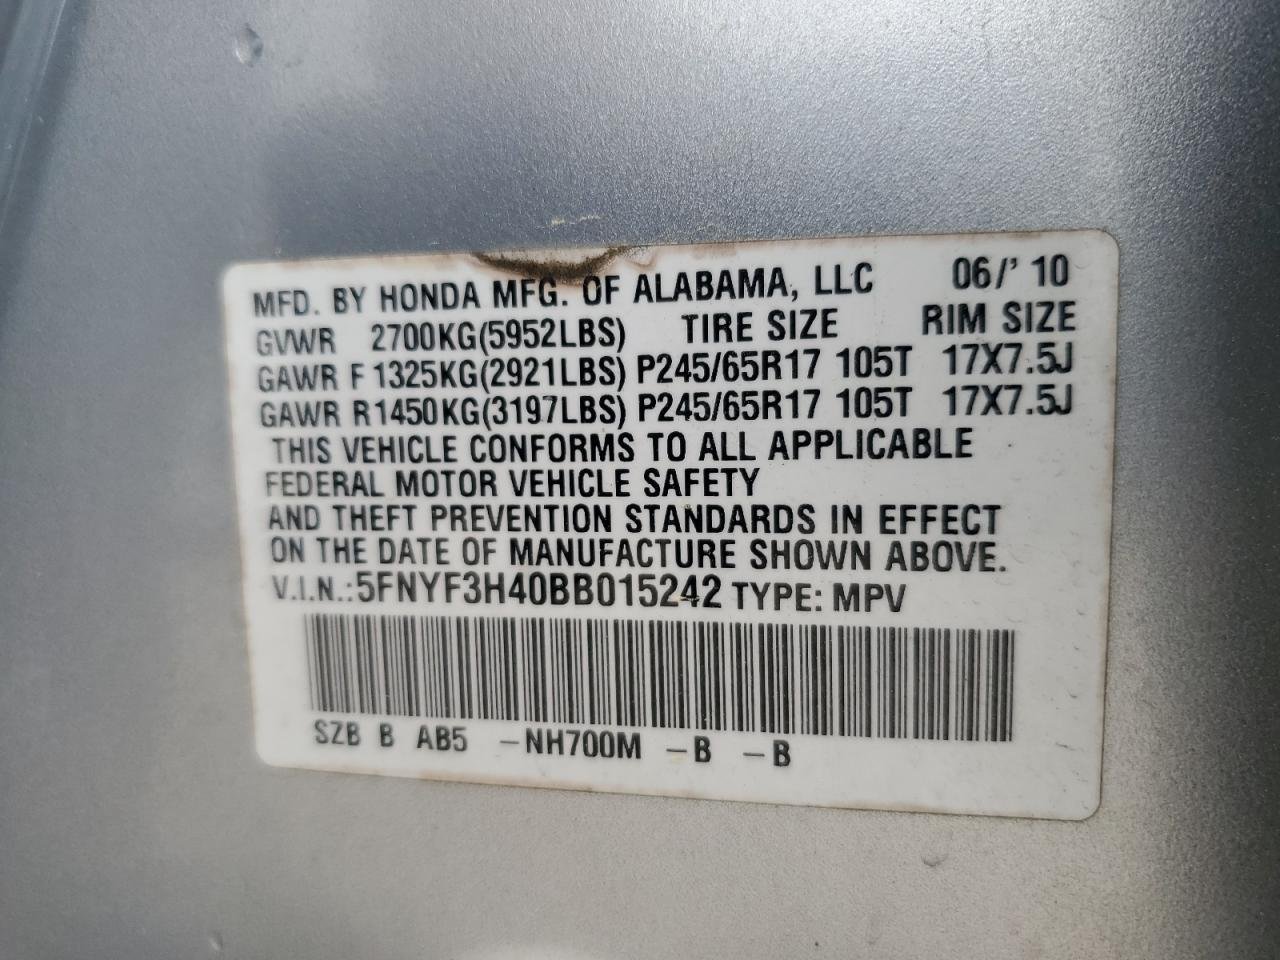 MFD. BY HONDA MFG. OF ALABAMA, LLC 06/' 10
GVWR 2700KG(5952LBS) TIRE SIZE RIM SIZE
GAWR F 1325KG(2921LBS) P245/65R17 105T 17X7.5J
GAWR R1450KG(3197LBS) P245/65R17 105T 17X7.5J
THIS VEHICLE CONFORMS TO ALL APPLICABLE
FEDERAL MOTOR VEHICLE SAFETY
AND THEFT PREVENTION STANDARDS IN EFFECT
ON THE DATE OF MANUFACTURE SHOWN ABOVE.
V.I.N.:5FNYF3H40BB015242 TYPE: MPV
SZB B AB5 -NH700M -B -B